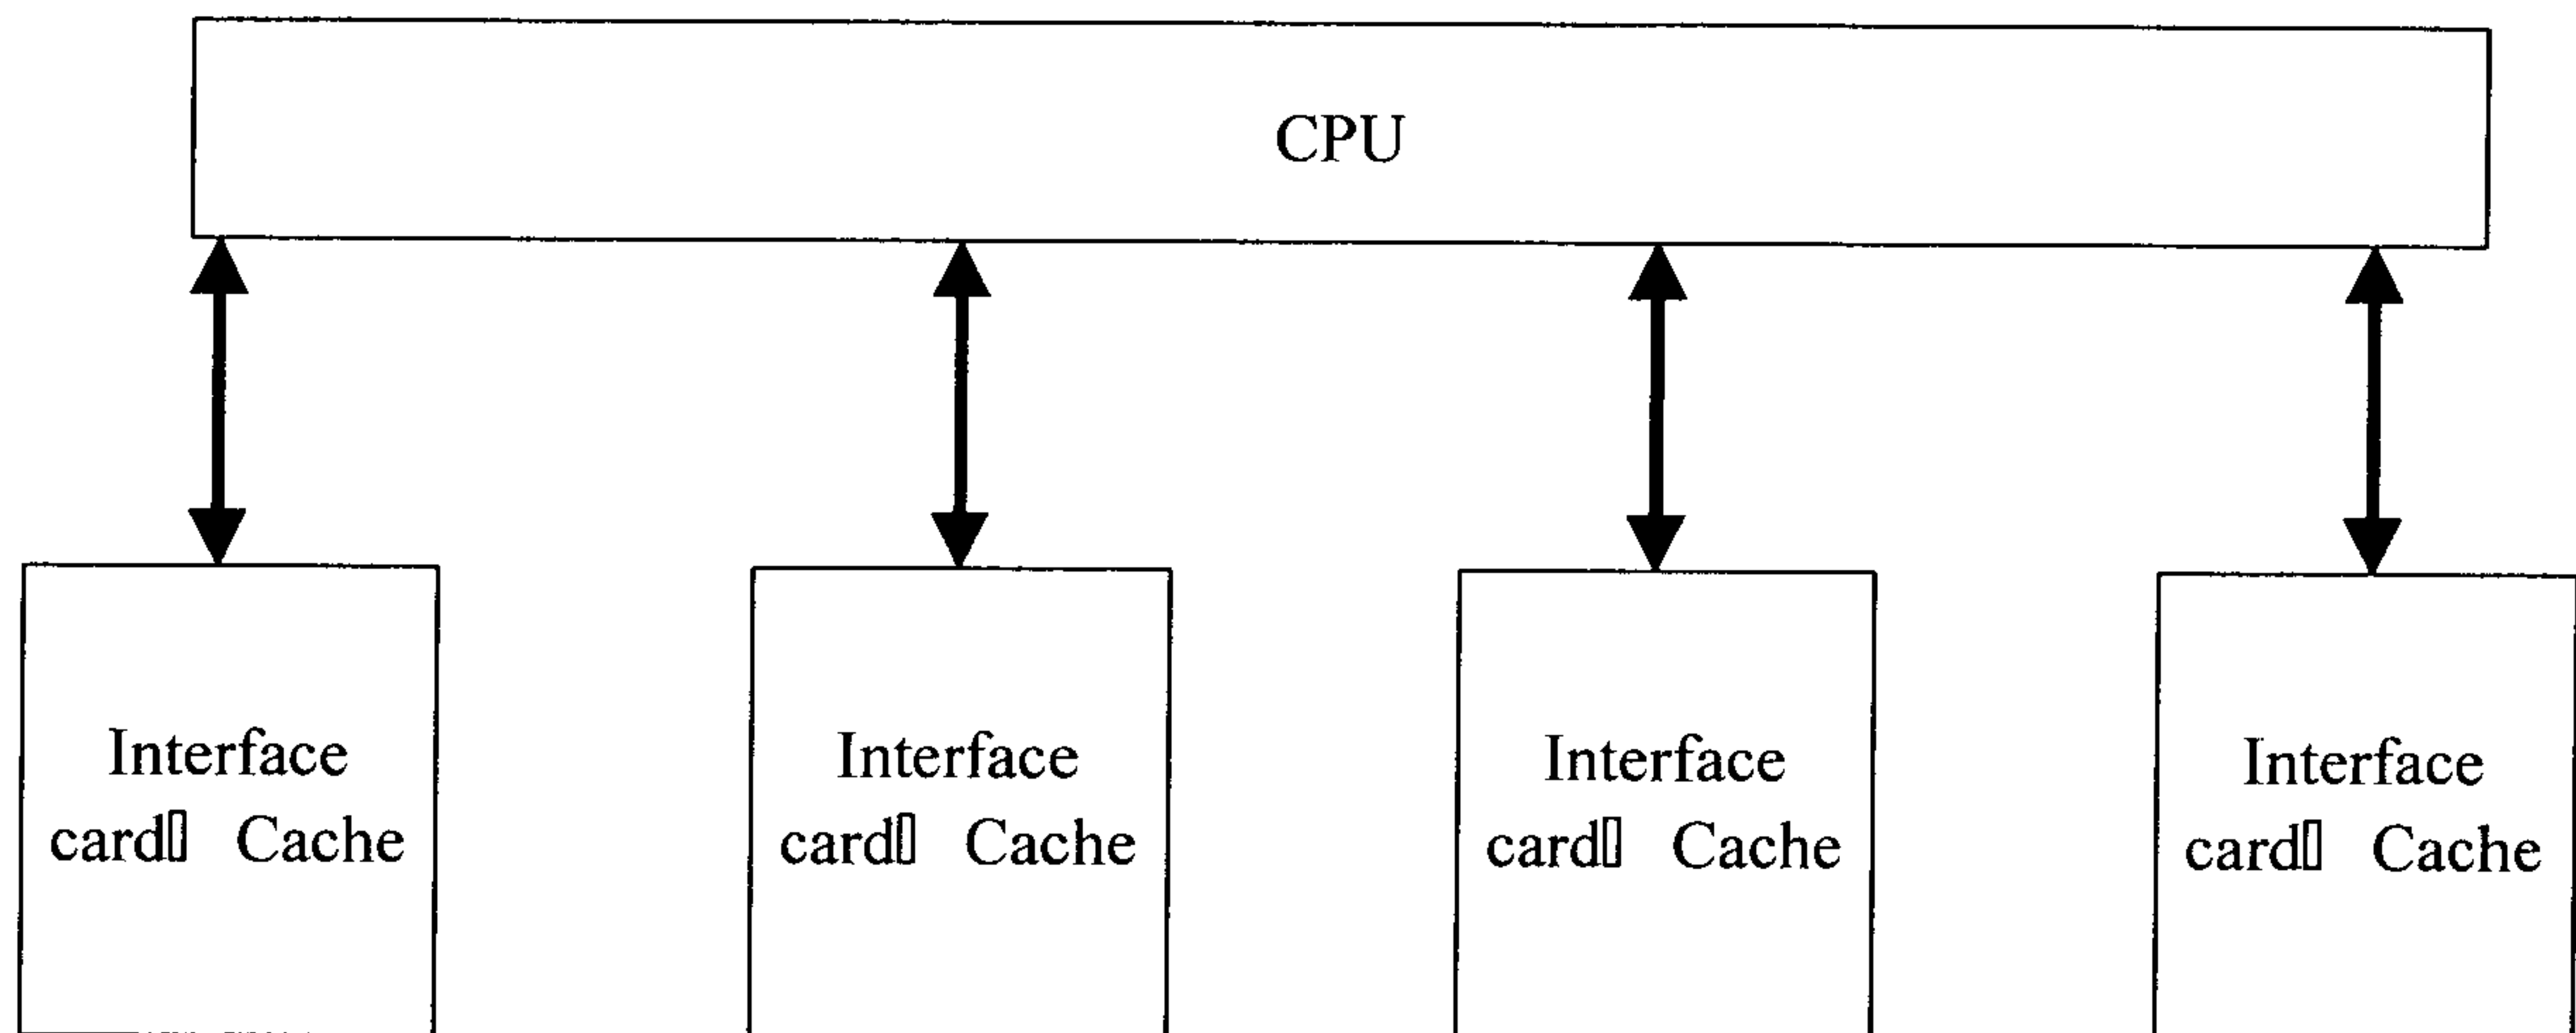 CPU
Interface
card▯ Cache
Interface
card▯ Cache
Interface
card▯ Cache
Interface
card▯ Cache